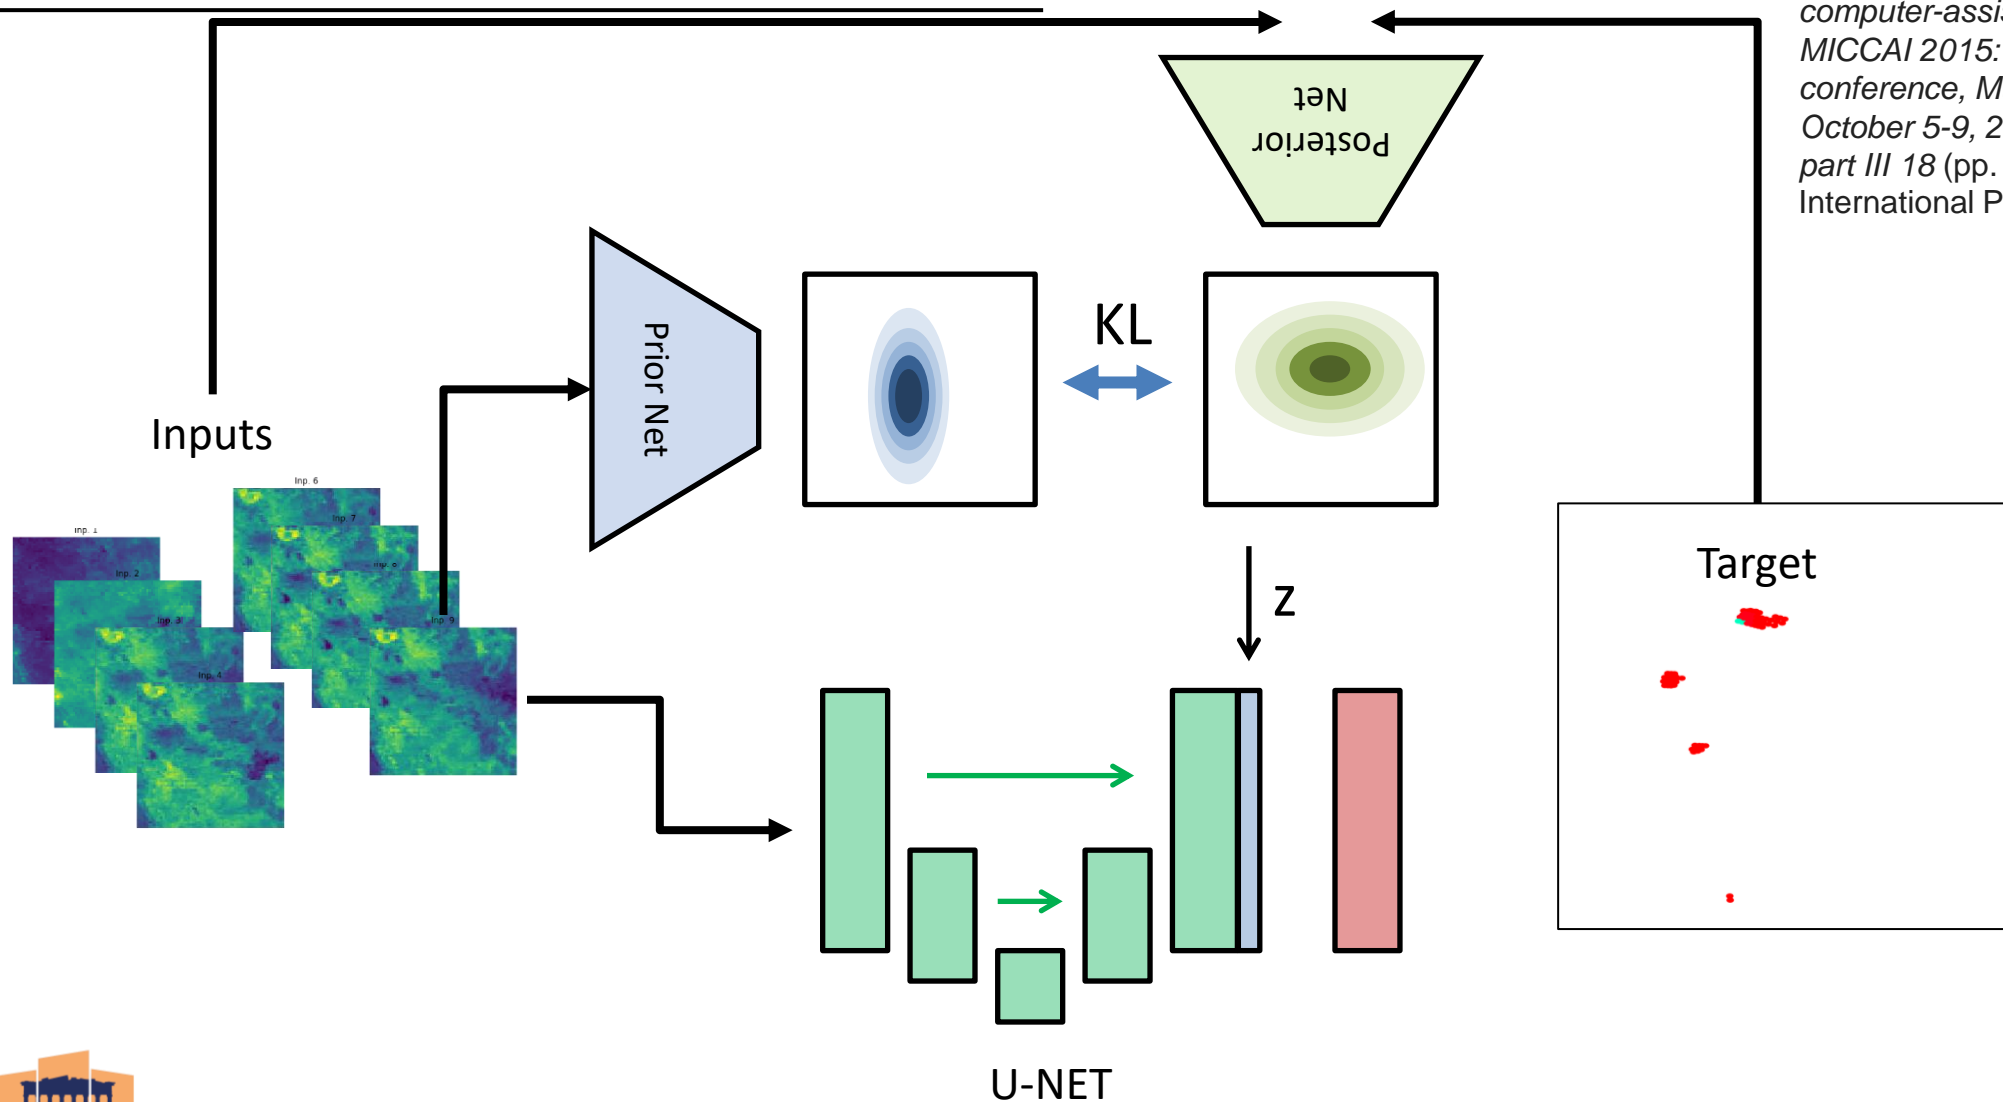 computer-assis
MICCAI 2015:
conference, M
October 5-9, 2
part III 18 (pp.
International P
Posterior
Net
Prior Net
KL
Inputs
Inp. 6
Inp. 7
Inp. 1
Inp. 2
Inp. 3
Inp. 4
Inp. 9
z
Target
U-NET